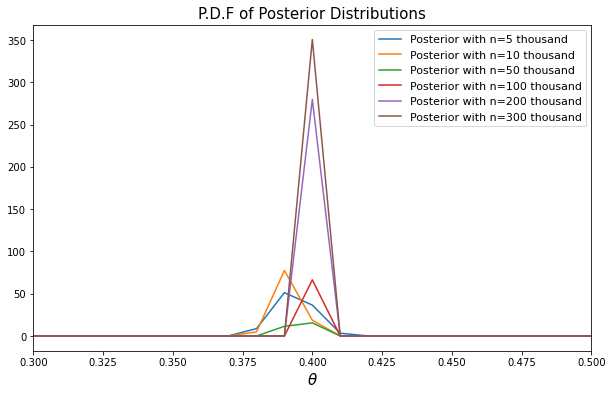 P.D.F of Posterior Distributions
350
300
250
200
150
100
50
0
Posterior with n=5 thousand
Posterior with n=10 thousand
Posterior with n=50 thousand
Posterior with n=100 thousand
Posterior with n=200 thousand
Posterior with n=300 thousand
0.300 0.325 0.350 0.375 0.400 0.425 0.450 0.475 0.500
θ